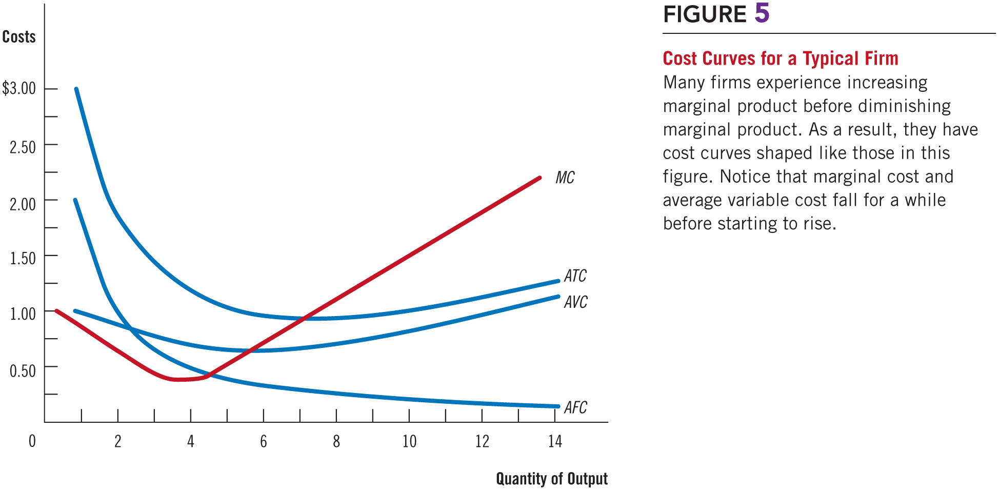 Costs
$3.00
2.50
2.00
1.50
1.00
0.50
MC
ATC
AVC
AFC
0 2 4 6 8 10 12 14
Quantity of Output
FIGURE 5
Cost Curves for a Typical Firm
Many firms experience increasing
marginal product before diminishing
marginal product. As a result, they have
cost curves shaped like those in this
figure. Notice that marginal cost and
average variable cost fall for a while
before starting to rise.